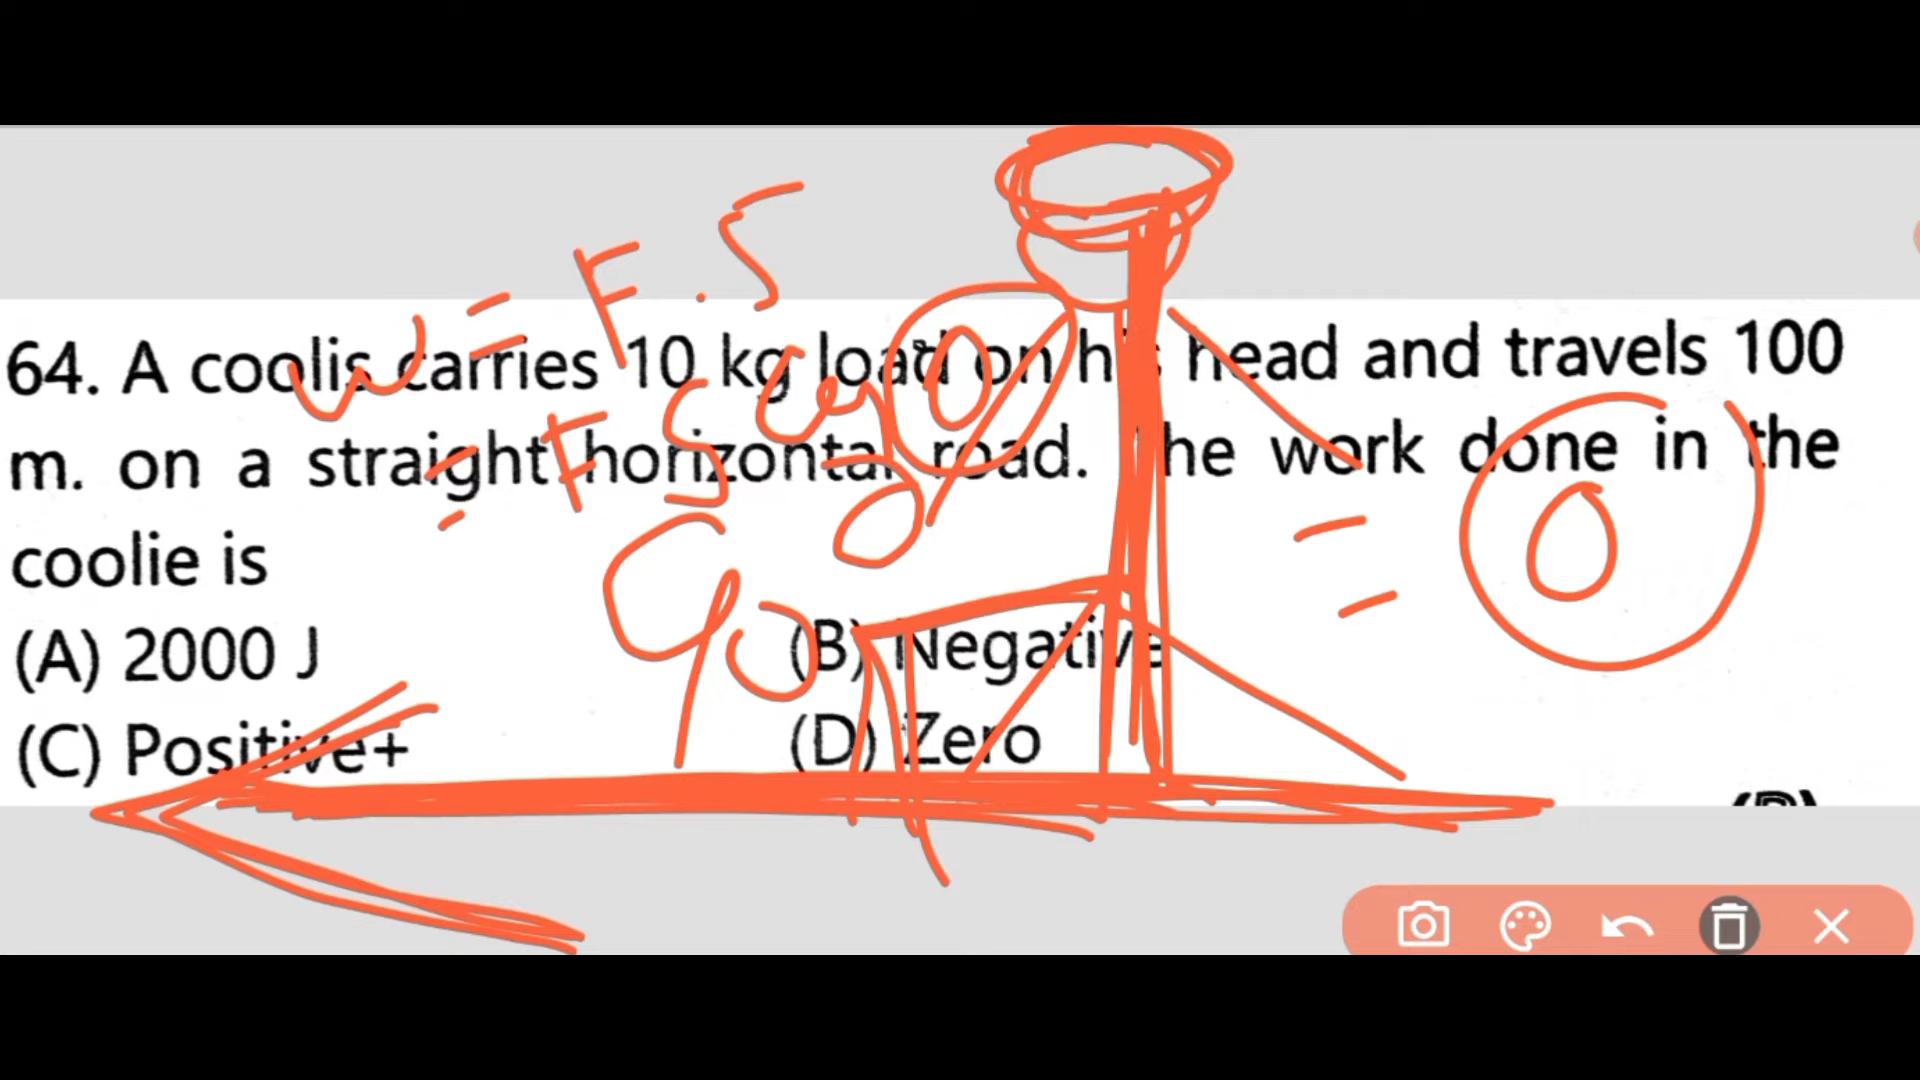 W = F . S
64. A coolis carries 10 kg load on his head and travels 100
= F S cos θ
m. on a straight horizontal road. The work done in the
coolie is
90
= 0
(A) 2000 J (B) Negative
(C) Positive+ (D) Zero